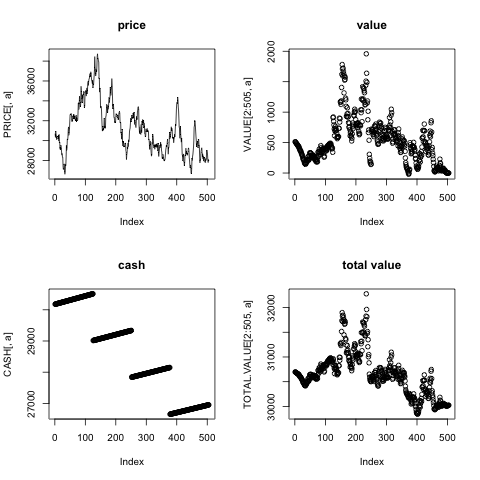 price
PRICE[, a]
28000 32000 36000
0 100 200 300 400 500
Index
value
VALUE[2:505, a]
0 500 1000 2000
0 100 200 300 400 500
Index
cash
CASH[, a]
27000 29000
0 100 200 300 400 500
Index
total value
TOTAL.VALUE[2:505, a]
30000 31000 32000
0 100 200 300 400 500
Index